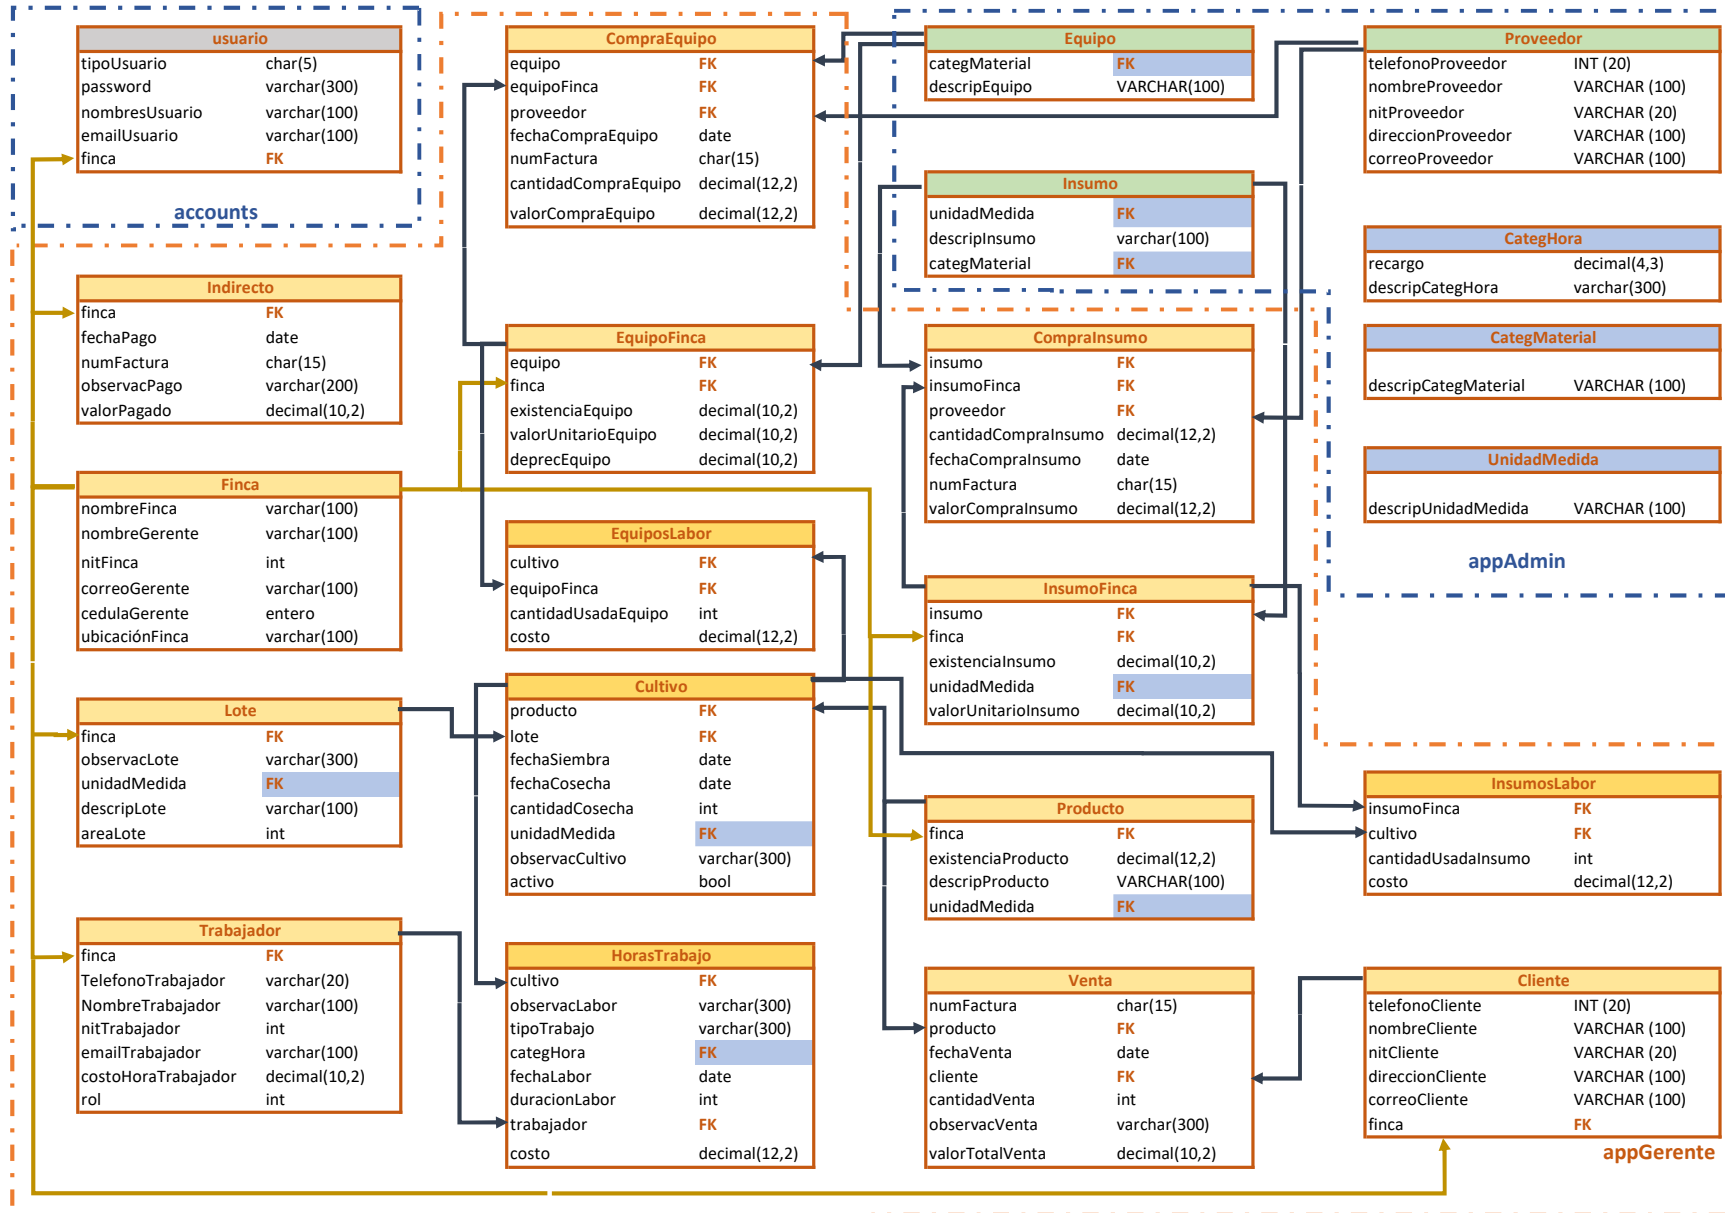 usuario
tipoUsuario char(5)
password varchar(300)
nombresUsuario varchar(100)
emailUsuario varchar(100)
finca FK
accounts
Indirecto
finca FK
fechaPago date
numFactura char(15)
observacPago varchar(200)
valorPagado decimal(10,2)
Finca
nombreFinca varchar(100)
nombreGerente varchar(100)
nitFinca int
correoGerente varchar(100)
cedulaGerente entero
ubicaciónFinca varchar(100)
Lote
finca FK
observacLote varchar(300)
unidadMedida FK
descripLote varchar(100)
areaLote int
Trabajador
finca FK
TelefonoTrabajador varchar(20)
NombreTrabajador varchar(100)
nitTrabajador int
emailTrabajador varchar(100)
costoHoraTrabajador decimal(10,2)
rol int
CompraEquipo
equipo FK
equipoFinca FK
proveedor FK
fechaCompraEquipo date
numFactura char(15)
cantidadCompraEquipo decimal(12,2)
valorCompraEquipo decimal(12,2)
EquipoFinca
equipo FK
finca FK
existenciaEquipo decimal(10,2)
valorUnitarioEquipo decimal(10,2)
deprecEquipo decimal(10,2)
EquiposLabor
cultivo FK
equipoFinca FK
cantidadUsadaEquipo int
costo decimal(12,2)
Cultivo
producto FK
lote FK
fechaSiembra date
fechaCosecha date
cantidadCosecha int
unidadMedida FK
observacCultivo varchar(300)
activo bool
HorasTrabajo
cultivo FK
observacLabor varchar(300)
tipoTrabajo varchar(300)
categHora FK
fechaLabor date
duracionLabor int
trabajador FK
costo decimal(12,2)
Equipo
categMaterial FK
descripEquipo VARCHAR(100)
Insumo
unidadMedida FK
descripInsumo varchar(100)
categMaterial FK
CompraInsumo
insumo FK
insumoFinca FK
proveedor FK
cantidadCompraInsumo decimal(12,2)
fechaCompraInsumo date
numFactura char(15)
valorCompraInsumo decimal(12,2)
InsumoFinca
insumo FK
finca FK
existenciaInsumo decimal(10,2)
unidadMedida FK
valorUnitarioInsumo decimal(10,2)
Producto
finca FK
existenciaProducto decimal(12,2)
descripProducto VARCHAR(100)
unidadMedida FK
Venta
numFactura char(15)
producto FK
fechaVenta date
cliente FK
cantidadVenta int
observacVenta varchar(300)
valorTotalVenta decimal(10,2)
Proveedor
telefonoProveedor INT (20)
nombreProveedor VARCHAR (100)
nitProveedor VARCHAR (20)
direccionProveedor VARCHAR (100)
correoProveedor VARCHAR (100)
CategHora
recargo decimal(4,3)
descripCategHora varchar(300)
CategMaterial
descripCategMaterial VARCHAR (100)
UnidadMedida
descripUnidadMedida VARCHAR (100)
appAdmin
InsumosLabor
insumoFinca FK
cultivo FK
cantidadUsadaInsumo int
costo decimal(12,2)
Cliente
telefonoCliente INT (20)
nombreCliente VARCHAR (100)
nitCliente VARCHAR (20)
direccionCliente VARCHAR (100)
correoCliente VARCHAR (100)
finca FK
appGerente